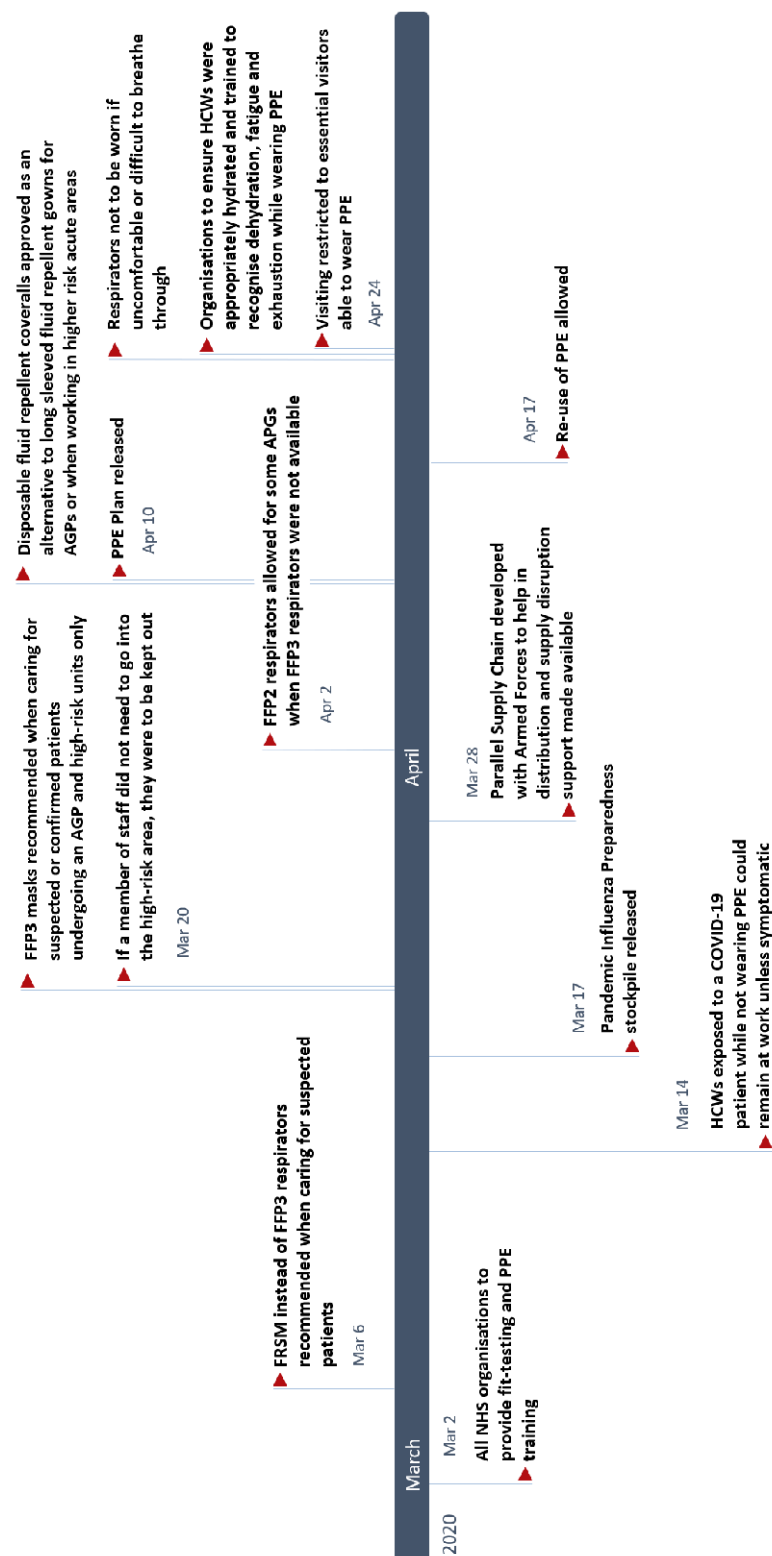 FFP3 masks recommended when caring for
suspected or confirmed patients
undergoing an AGP and high-risk units only
If a member of staff did not need to go into
the high-risk area, they were to be kept out
Mar 20
Disposable fluid repellent coveralls approved as an
alternative to long sleeved fluid repellent gowns for
AGPs or when working in higher risk acute areas
PPE Plan released
Apr 10
Respirators not to be worn if
uncomfortable or difficult to breathe
through
Organisations to ensure HCWs were
appropriately hydrated and trained to
recognise dehydration, fatigue and
exhaustion while wearing PPE
Visiting restricted to essential visitors
able to wear PPE
Apr 24
FRSM instead of FFP3 respirators
recommended when caring for suspected
patients
Mar 6
FFP2 respirators allowed for some APGs
when FFP3 respirators were not available
Apr 2
March
April
2020
Mar 2
All NHS organisations to
provide fit-testing and PPE
training
Mar 14
HCWs exposed to a COVID-19
patient while not wearing PPE could
remain at work unless symptomatic
Mar 17
Pandemic Influenza Preparedness
stockpile released
Mar 28
Parallel Supply Chain developed
with Armed Forces to help in
distribution and supply disruption
support made available
Apr 17
Re-use of PPE allowed